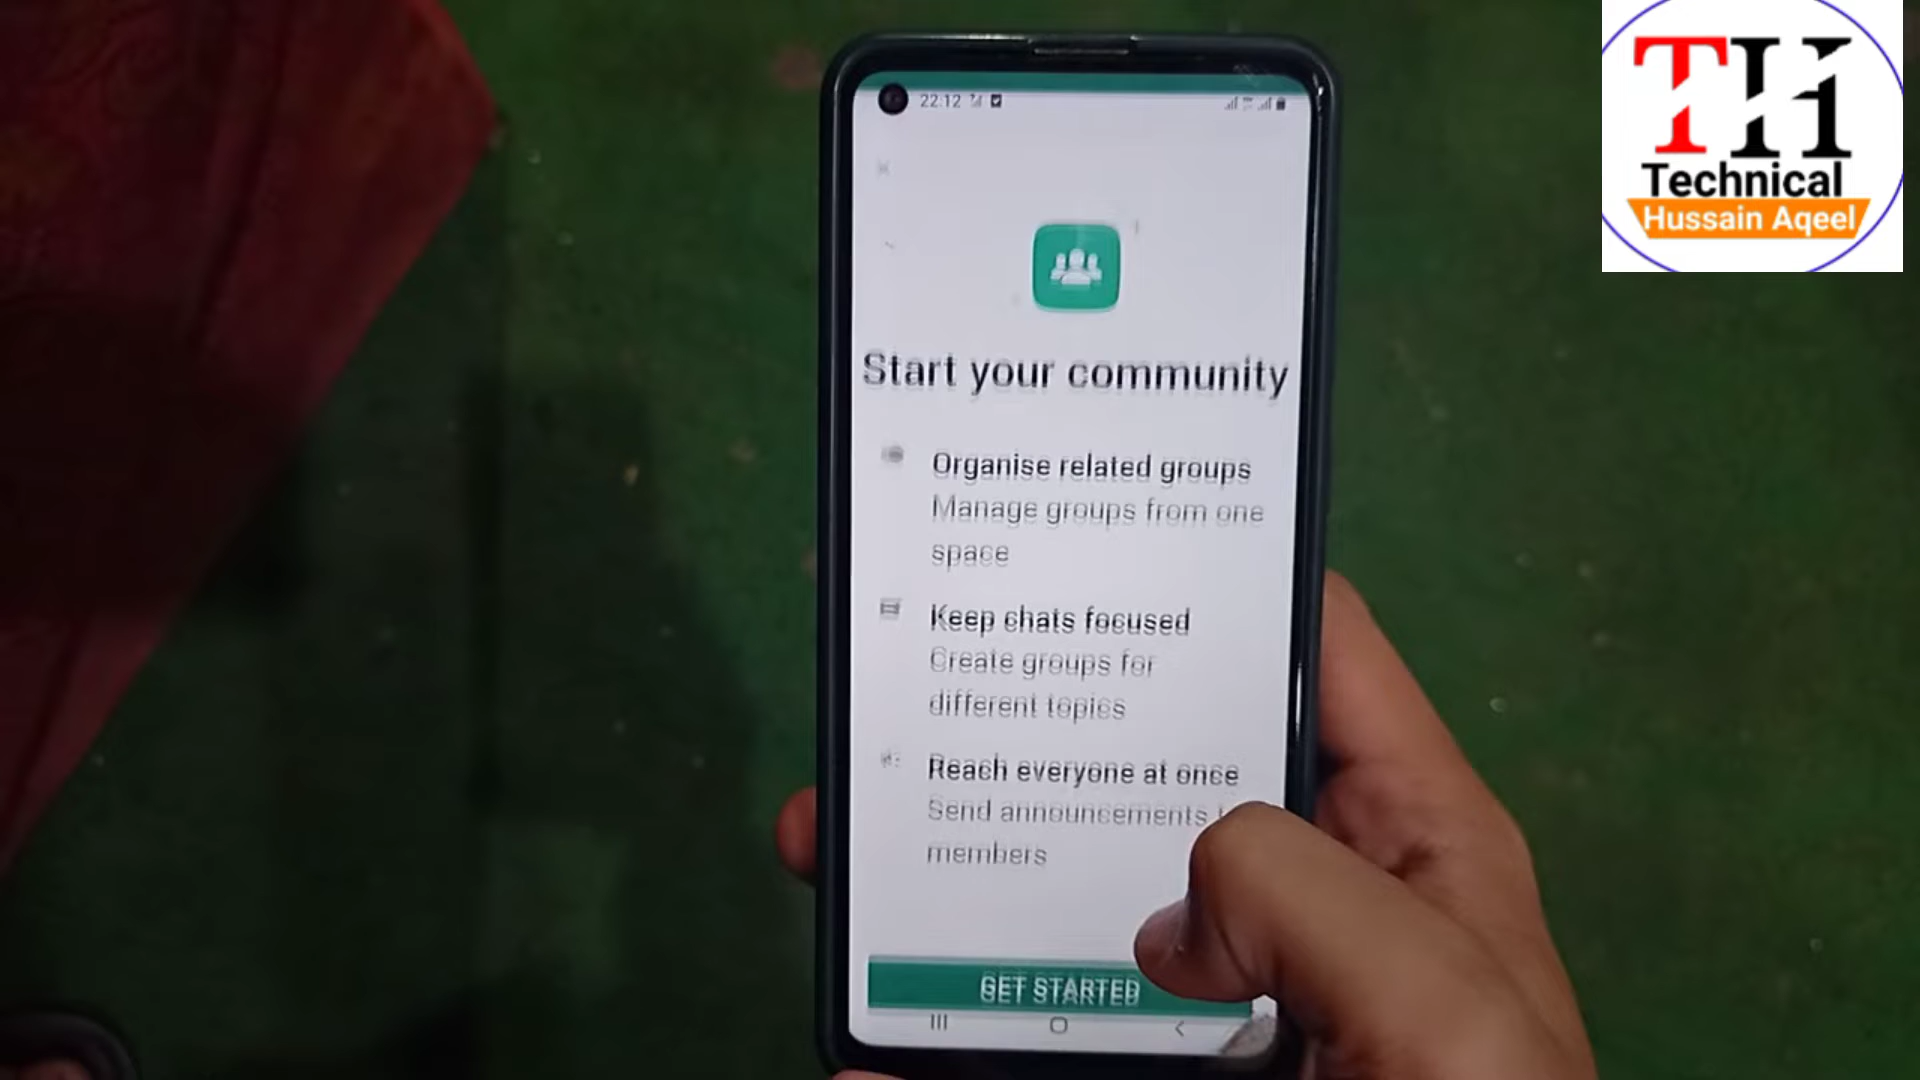 22:12
Start your community
Organise related groups
Manage groups from one
space
Keep chats focused
Create groups for
different topics
Reach everyone at once
Send announcements
members
GET STARTED
TH
Technical
Hussain Aqeel